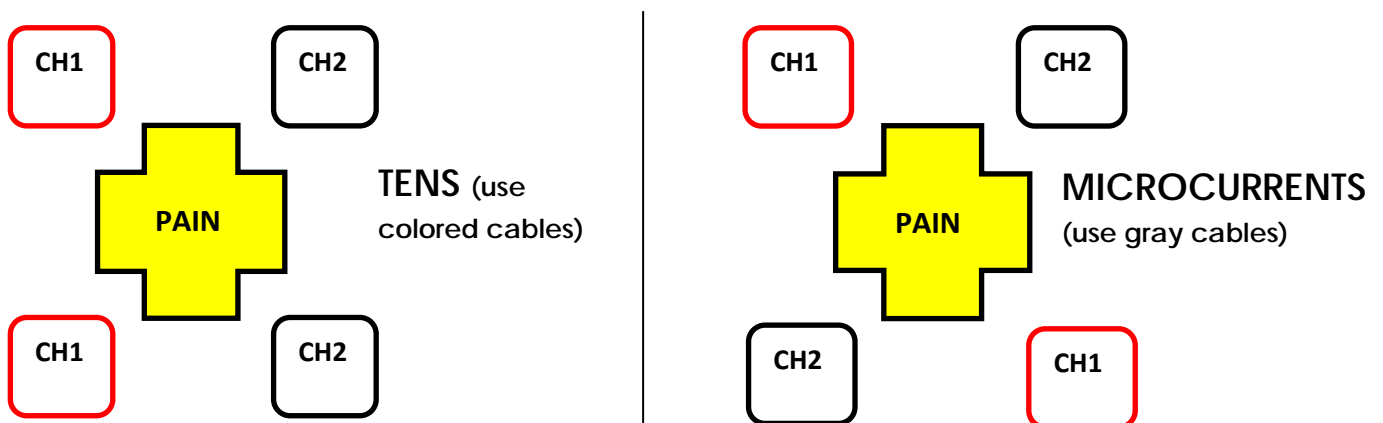 CH1
CH2
PAIN
TENS (use
colored cables)
CH1
CH2
CH1
CH2
PAIN
MICROCURRENTS
(use gray cables)
CH2
CH1